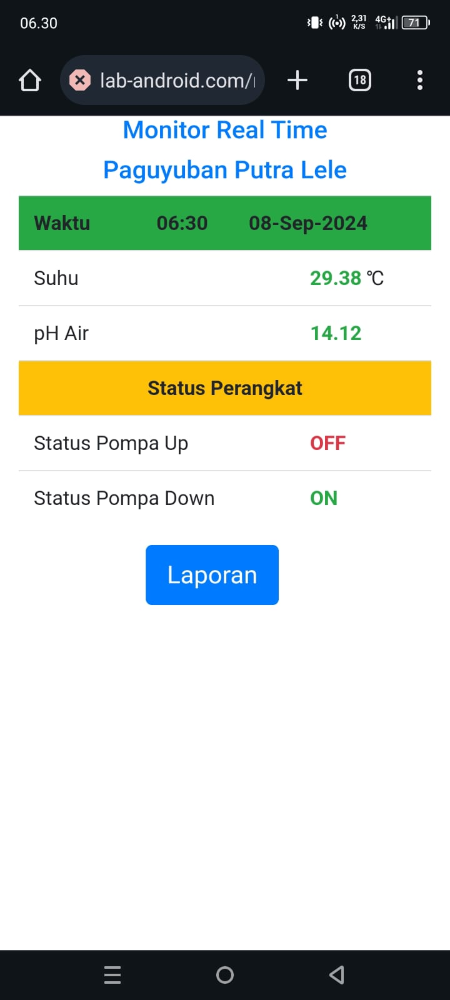 06.30 2,31 K/S 4G+ 71
lab-android.com/ 18
Monitor Real Time
Paguyuban Putra Lele
Waktu 06:30 08-Sep-2024
Suhu 29.38 °C
pH Air 14.12
Status Perangkat
Status Pompa Up OFF
Status Pompa Down ON
Laporan